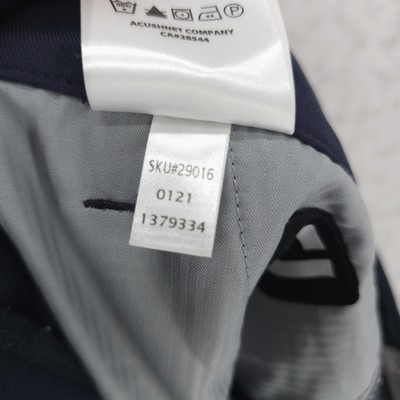 ACUSHNET COMPANY
CA#28544
SKU#29016
0121
1379334